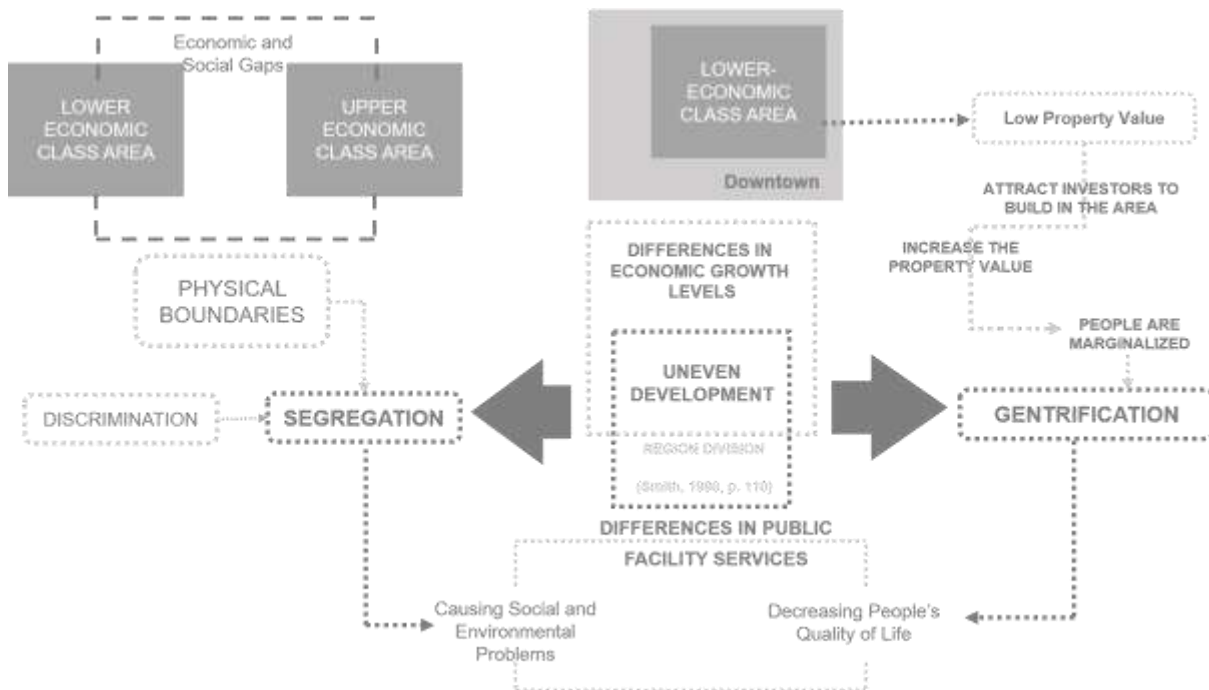 Economic and
Social Gaps
LOWER
ECONOMIC
CLASS AREA
UPPER
ECONOMIC
CLASS AREA
LOWER-
ECONOMIC
CLASS AREA
Downtown
Low Property Value
ATTRACT INVESTORS TO
BUILD IN THE AREA
INCREASE THE
PROPERTY VALUE
PEOPLE ARE
MARGINALIZED
GENTRIFICATION
DIFFERENCES IN
ECONOMIC GROWTH
LEVELS
UNEVEN
DEVELOPMENT
REGION DIVISION
(Smith, p. 110)
PHYSICAL
BOUNDARIES
DISCRIMINATION
SEGREGATION
DIFFERENCES IN PUBLIC
FACILITY SERVICES
Causing Social and
Environmental
Problems
Decreasing People's
Quality of Life